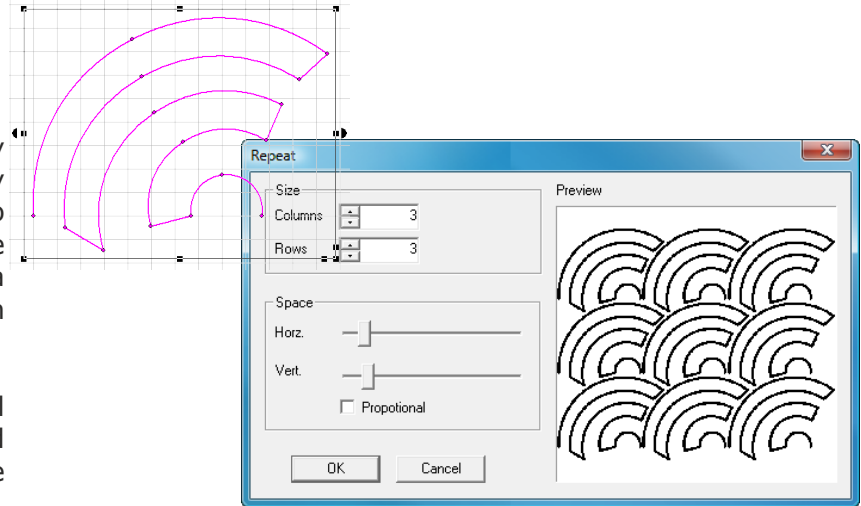 Repeat
Size
Columns 3
Rows 3
Space
Horz.
Vert.
Propotional
OK Cancel
Preview